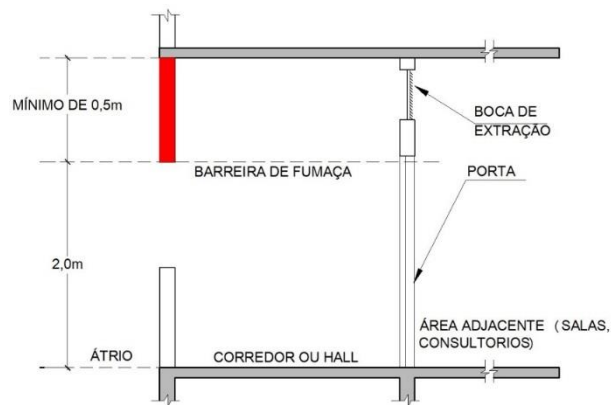 MÍNIMO DE 0,5m
BOCA DE
EXTRAÇÃO
BARREIRA DE FUMAÇA
PORTA
2,0m
ÁREA ADJACENTE (SALAS,
CONSULTORIOS)
ÁTRIO
CORREDOR OU HALL